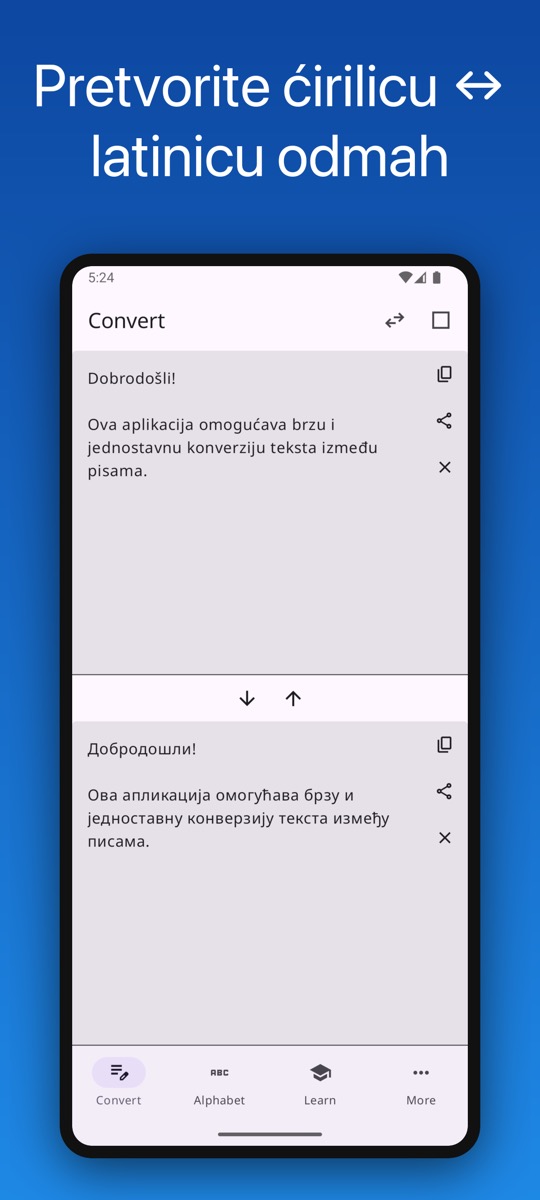 Pretvorite ćirilicu ↔
latinicu odmah
5:24
Convert
Dobrodošli!
Ova aplikacija omogućava brzu i
jednostavnu konverziju teksta između
pisama.
Добродошли!
Ова апликација омогућава брзу и
једноставну конверзију текста између
писама.
ABC
Convert
Alphabet
Learn
More